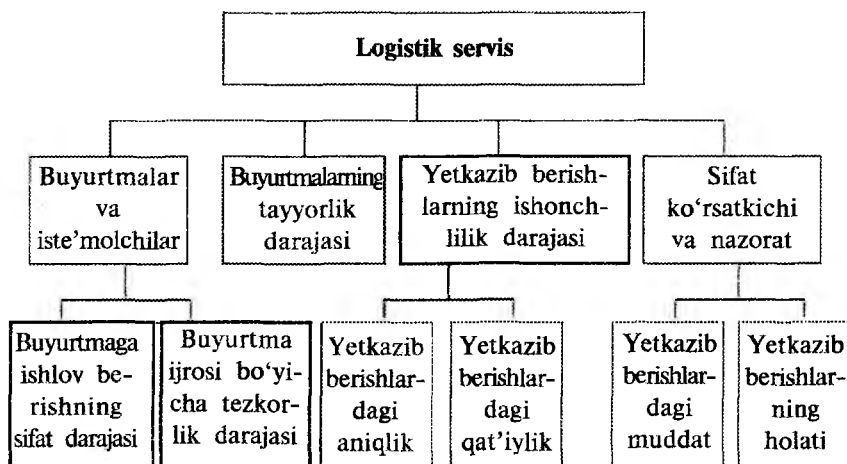 Logistik servis
Buyurtmalar
va
iste’molchilar
Buyurtmalarning
tayyorlik
darajasi
Yetkazib berish-
larning ishonch-
lilik darajasi
Sifat
ko‘rsatkichi
va nazorat
Buyurtmaga
ishlov be-
rishning
sifat darajasi
Buyurtma
ijrosi bo‘yi-
cha tezkor-
lik darajasi
Yetkazib
berishlar-
dagi
aniqlik
Yetkazib
berishlar-
dagi
qat’iylik
Yetkazib
berishlar-
dagi
muddat
Yetkazib
berishlar-
ning
holati